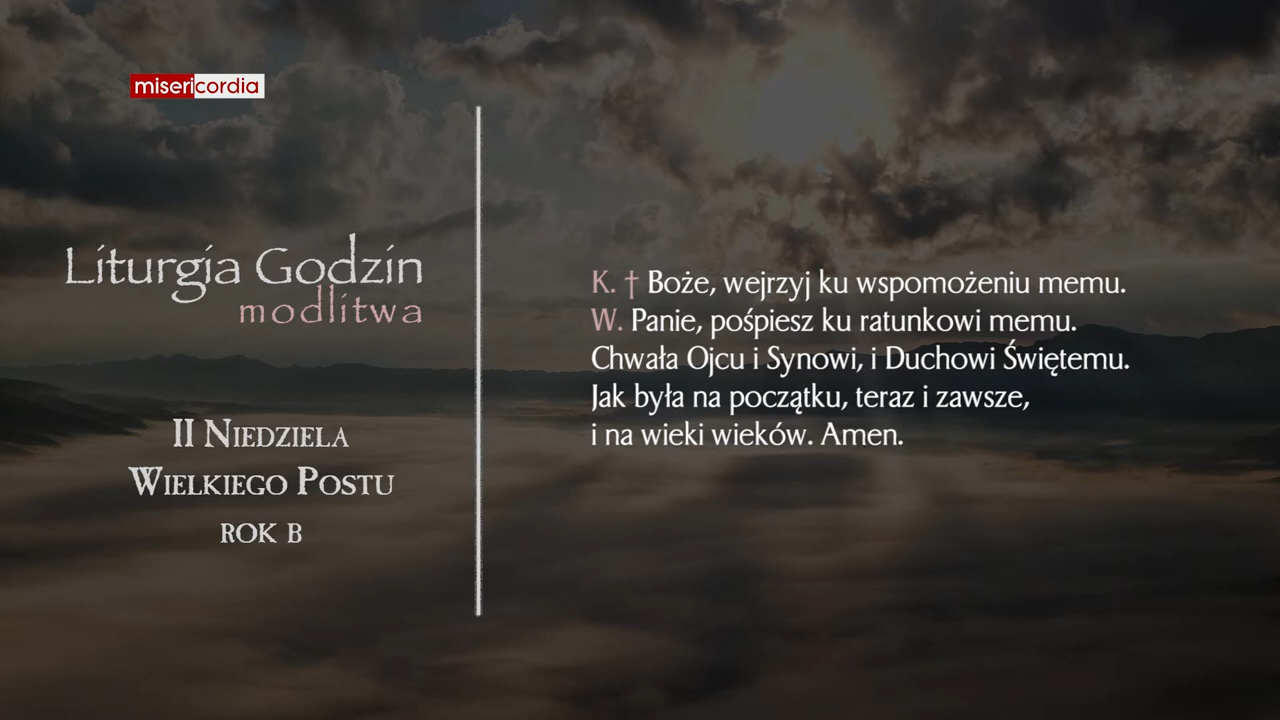 misericordia
Liturgia Godzin
modlitwa
II Niedziela
Wielkiego Postu
rok B
K. † Boże, wejrzyj ku wspomożeniu memu.
W. Panie, pośpiesz ku ratunkowi memu.
Chwała Ojcu i Synowi, i Duchowi Świętemu.
Jak była na początku, teraz i zawsze,
i na wieki wieków. Amen.